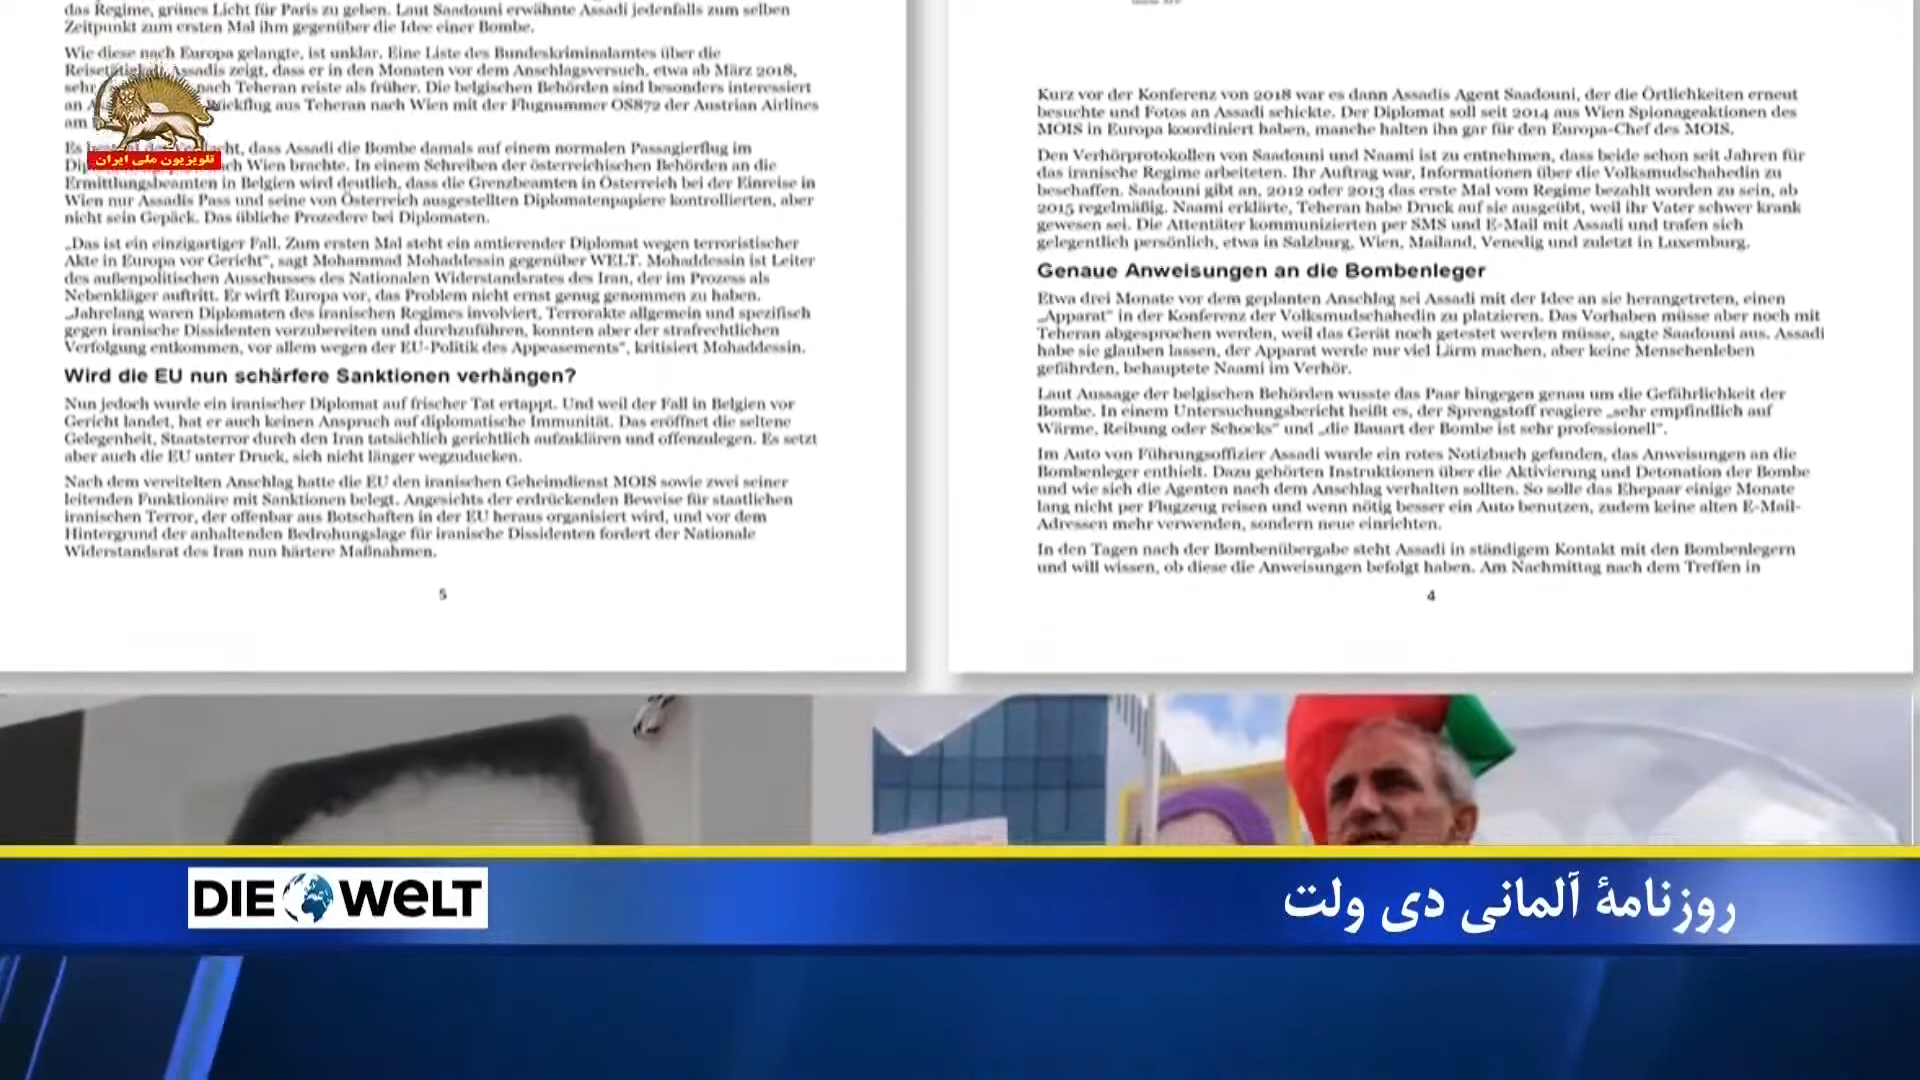 das Regime, grünes Licht für Paris zu geben. Laut Saadouni erwähnte Assadi jedenfalls zum selben
Zeitpunkt zum ersten Mal ihm gegenüber die Idee einer Bombe.
Wie diese nach Europa gelangte, ist unklar. Eine Liste des Bundeskriminalamtes über die
Assadis zeigt, dass er in den Monaten vor dem Anschlagsversuch, etwa ab März 2018,
sehr nach Teheran reiste als früher. Die belgischen Behörden sind besonders interessiert
an Rückflug aus Teheran nach Wien mit der Flugnummer OS872 der Austrian Airlines
am
Es dass Assadi die Bombe damals auf einem normalen Passagierflug im
nach Wien brachte. In einem Schreiben der österreichischen Behörden an die
Ermittlungsbeamten in Belgien wird deutlich, dass die Grenzbeamten in Österreich bei der Einreise in
Wien nur Assadis Pass und seine von Österreich ausgestellten Diplomatenpapiere kontrollierten, aber
nicht sein Gepäck. Das übliche Prozedere bei Diplomaten.
„Das ist ein einzigartiger Fall. Zum ersten Mal steht ein amtierender Diplomat wegen terroristischer
Akte in Europa vor Gericht“, sagt Mohammad Mohaddessin gegenüber WELT. Mohaddessin ist Leiter
des außenpolitischen Ausschusses des Nationalen Widerstandsrates des Iran, der im Prozess als
Nebenkläger auftritt. Er wirft Europa vor, das Problem nicht ernst genug genommen zu haben.
„Jahrelang waren Diplomaten des iranischen Regimes involviert, Terrorakte allgemein und spezifisch
gegen iranische Dissidenten vorzubereiten und durchzuführen, konnten aber der strafrechtlichen
Verfolgung entkommen, vor allem wegen der EU-Politik des Appeasements“, kritisiert Mohaddessin.
Wird die EU nun schärfere Sanktionen verhängen?
Nun jedoch wurde ein iranischer Diplomat auf frischer Tat ertappt. Und weil der Fall in Belgien vor
Gericht landet, hat er auch keinen Anspruch auf diplomatische Immunität. Das eröffnet die seltene
Gelegenheit, Staatsterror durch den Iran tatsächlich gerichtlich aufzuklären und offenzulegen. Es setzt
aber auch die EU unter Druck, sich nicht länger wegzuducken.
Nach dem vereitelten Anschlag hatte die EU den iranischen Geheimdienst MOIS sowie zwei seiner
leitenden Funktionäre mit Sanktionen belegt. Angesichts der erdrückenden Beweise für staatlichen
iranischen Terror, der offenbar aus Botschaften in der EU heraus organisiert wird, und vor dem
Hintergrund der anhaltenden Bedrohungslage für iranische Dissidenten fordert der Nationale
Widerstandsrat des Iran nun härtere Maßnahmen.
5
Kurz vor der Konferenz von 2018 war es dann Assadis Agent Saadouni, der die Örtlichkeiten erneut
besuchte und Fotos an Assadi schickte. Der Diplomat soll seit 2014 aus Wien Spionageaktionen des
MOIS in Europa koordiniert haben, manche halten ihn gar für den Europa-Chef des MOIS.
Den Verhörprotokollen von Saadouni und Naami ist zu entnehmen, dass beide schon seit Jahren für
das iranische Regime arbeiteten. Ihr Auftrag war, Informationen über die Volksmudschahedin zu
beschaffen. Saadouni gibt an, 2012 oder 2013 das erste Mal vom Regime bezahlt worden zu sein, ab
2015 regelmäßig. Naami erklärte, Teheran habe Druck auf sie ausgeübt, weil ihr Vater schwer krank
gewesen sei. Die Attentäter kommunizierten per SMS und E-Mail mit Assadi und trafen sich
gelegentlich persönlich, etwa in Salzburg, Wien, Mailand, Venedig und zuletzt in Luxemburg.
Genaue Anweisungen an die Bombenleger
Etwa drei Monate vor dem geplanten Anschlag sei Assadi mit der Idee an sie herangetreten, einen
„Apparat“ in der Konferenz der Volksmudschahedin zu platzieren. Das Vorhaben müsse aber noch mit
Teheran abgesprochen werden, weil das Gerät noch getestet werden müsse, sagte Saadouni aus. Assadi
habe sie glauben lassen, der Apparat werde nur viel Lärm machen, aber keine Menschenleben
gefährden, behauptete Naami im Verhör.
Laut Aussage der belgischen Behörden wusste das Paar hingegen genau um die Gefährlichkeit der
Bombe. In einem Untersuchungsbericht heißt es, der Sprengstoff reagiere „sehr empfindlich auf
Wärme, Reibung oder Schocks“ und „die Bauart der Bombe ist sehr professionell“.
Im Auto von Führungsoffizier Assadi wurde ein rotes Notizbuch gefunden, das Anweisungen an die
Bombenleger enthielt. Dazu gehörten Instruktionen über die Aktivierung und Detonation der Bombe
und wie sich die Agenten nach dem Anschlag verhalten sollten. So solle das Ehepaar einige Monate
lang nicht per Flugzeug reisen und wenn nötig besser ein Auto benutzen, zudem keine alten E-Mail-
Adressen mehr verwenden, sondern neue einrichten.
In den Tagen nach der Bombenübergabe steht Assadi in ständigem Kontakt mit den Bombenlegern
und will wissen, ob diese die Anweisungen befolgt haben. Am Nachmittag nach dem Treffen in
4
تلویزیون ملی ایران
DIE WELT
روزنامهٔ آلمانی دی ولت